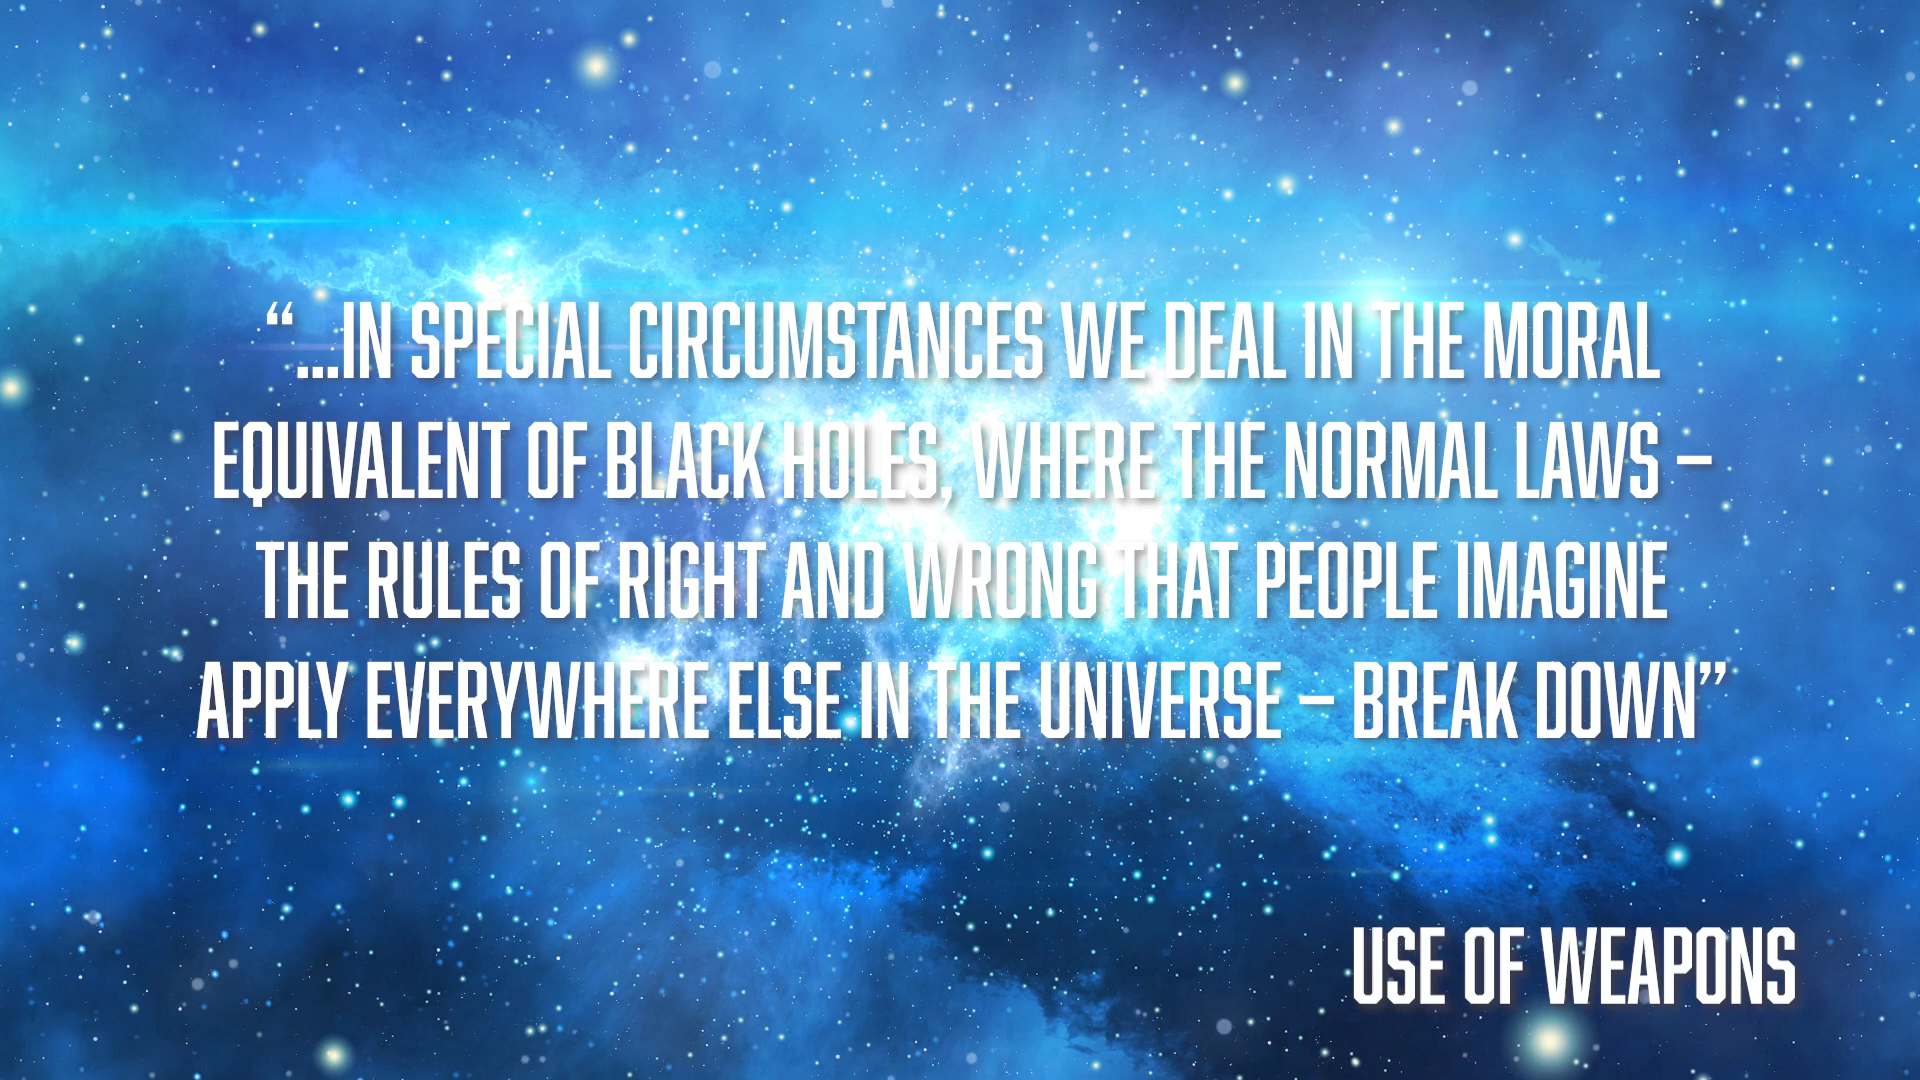 “...IN SPECIAL CIRCUMSTANCES WE DEAL IN THE MORAL
EQUIVALENT OF BLACK HOLES, WHERE THE NORMAL LAWS –
THE RULES OF RIGHT AND WRONG THAT PEOPLE IMAGINE
APPLY EVERYWHERE ELSE IN THE UNIVERSE – BREAK DOWN”
USE OF WEAPONS